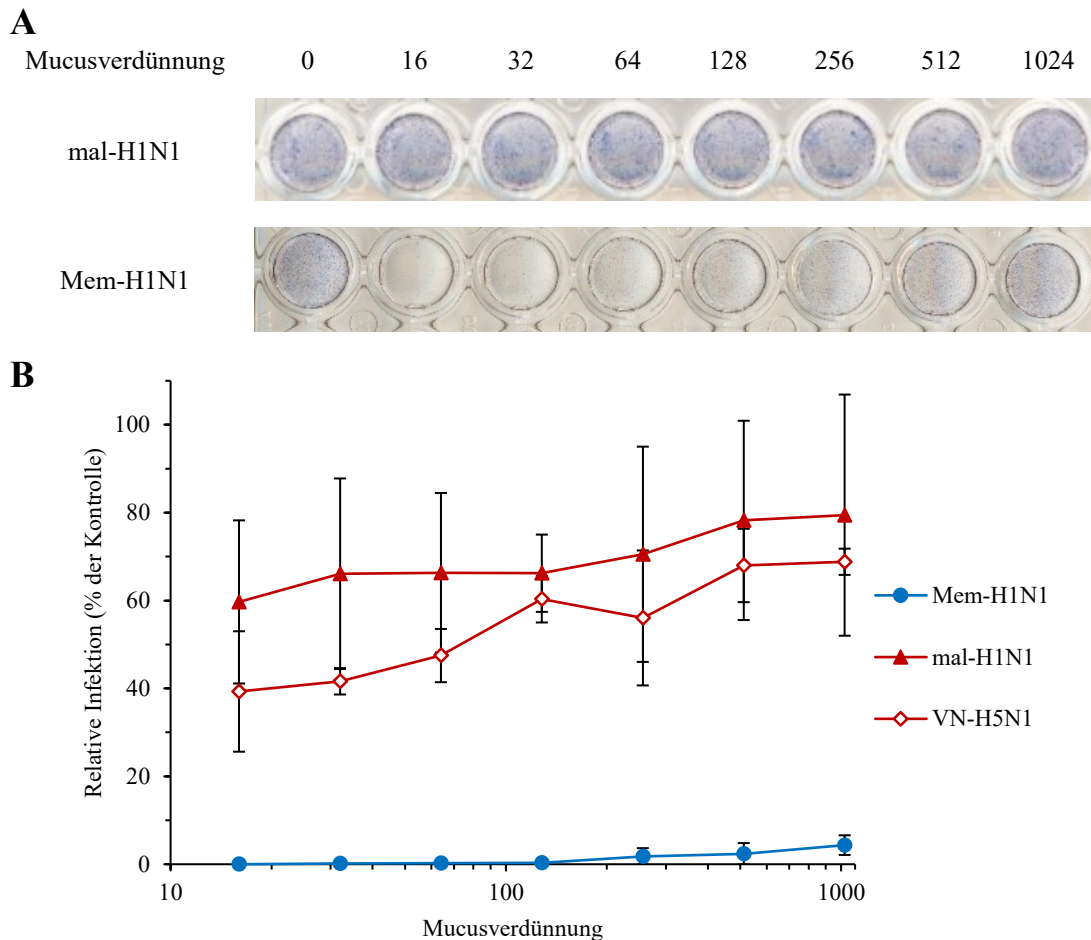 A
Mucusverdünnung 0 16 32 64 128 256 512 1024
mal-H1N1
Mem-H1N1
B
Relative Infektion (% der Kontrolle)
100
80
60
40
20
0
10 100 1000
Mucusverdünnung
Mem-H1N1
mal-H1N1
VN-H5N1